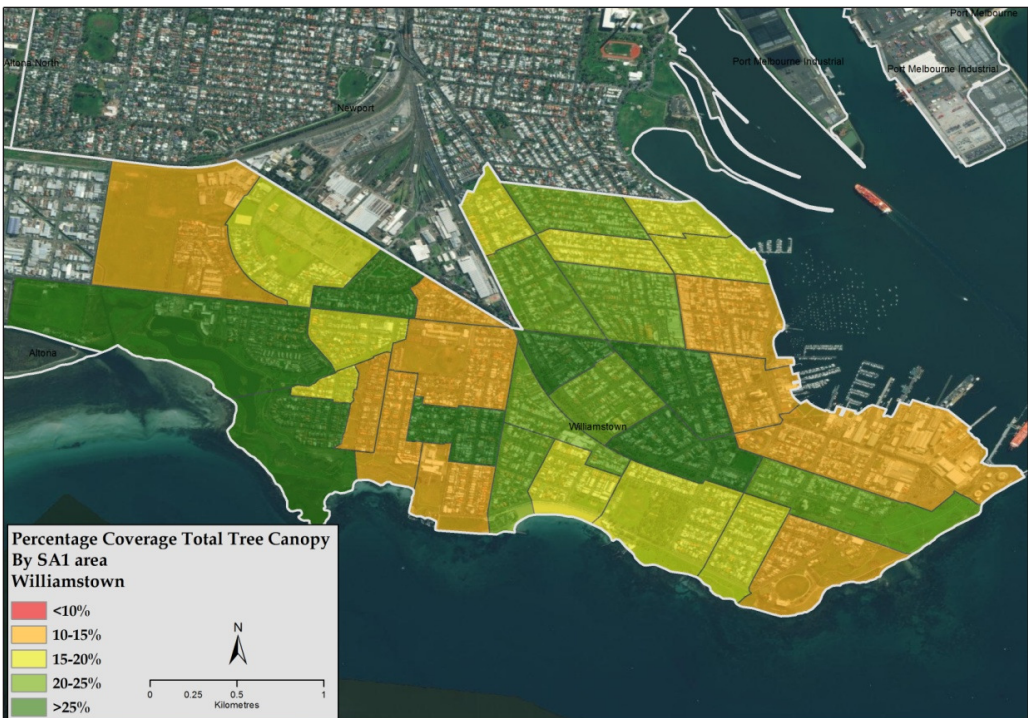 Port Melbourne
Altona North
Port Melbourne Industrial
Port Melbourne Industrial
Newport
Altona
Williamstown
Percentage Coverage Total Tree Canopy
By SA1 area
Williamstown
<10%
10-15%
15-20%
20-25%
>25%
N
0 0.25 0.5 1
Kilometres